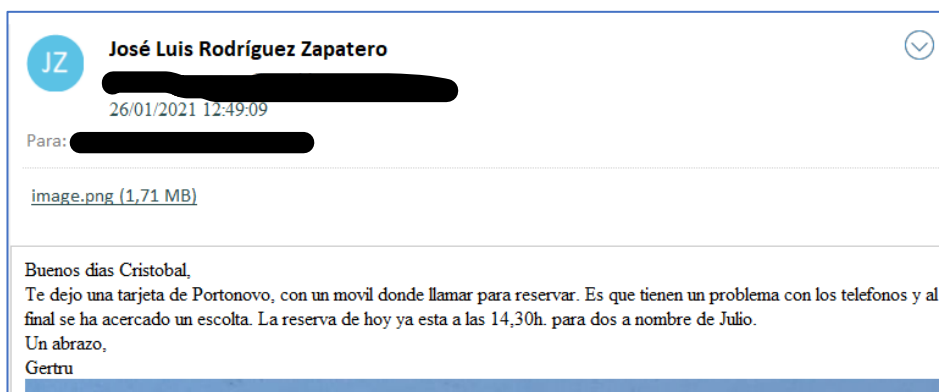 JZ
José Luis Rodríguez Zapatero
26/01/2021 12:49:09
Para:
image.png (1,71 MB)
Buenos dias Cristobal,
Te dejo una tarjeta de Portonovo, con un movil donde llamar para reservar. Es que tienen un problema con los telefonos y al
final se ha acercado un escolta. La reserva de hoy ya esta a las 14,30h. para dos a nombre de Julio.
Un abrazo,
Gertru